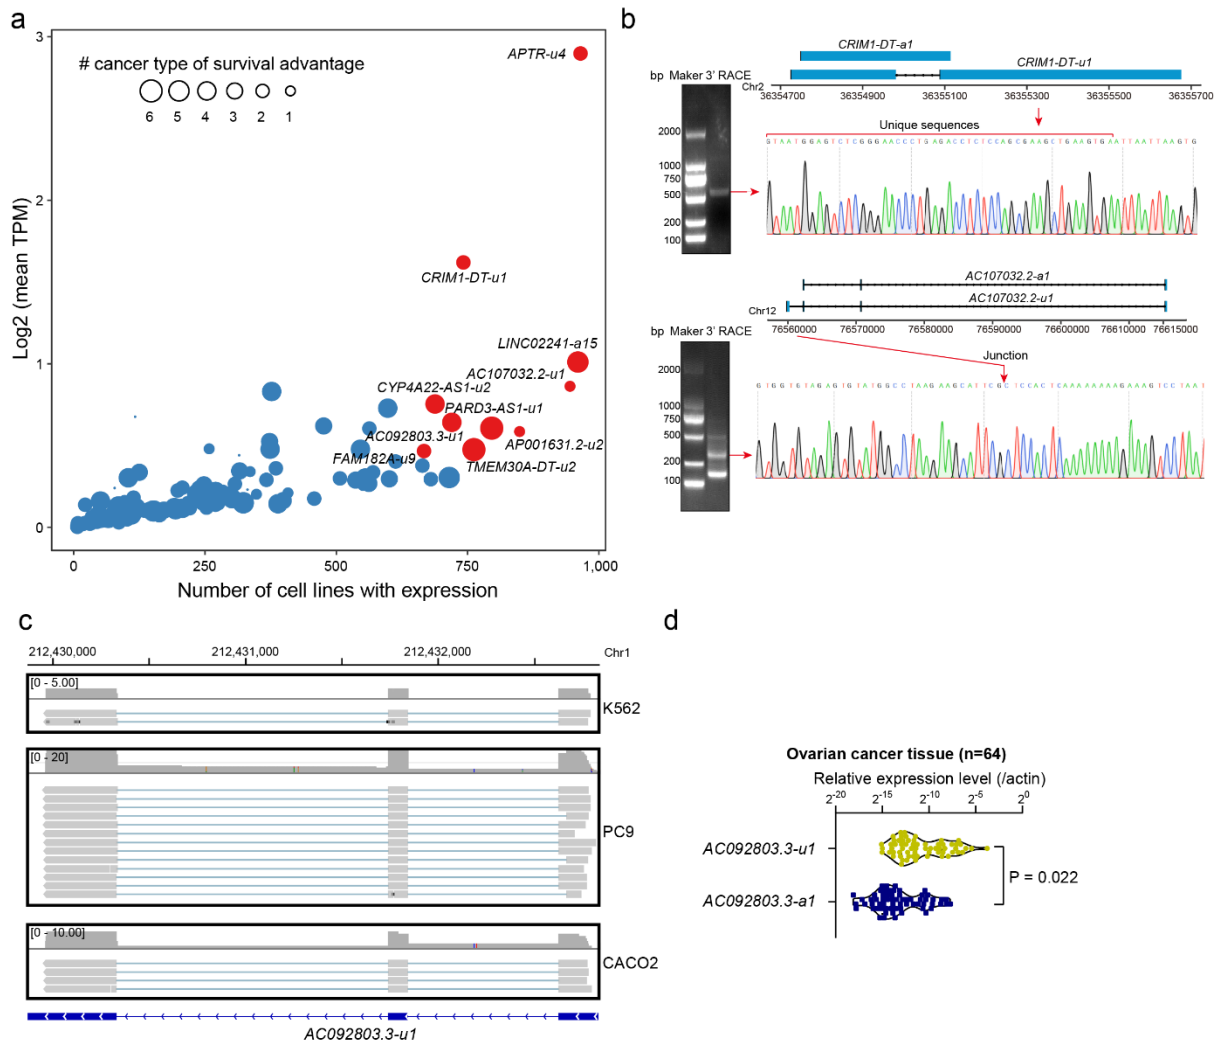 a
3
2
1
0
Log2 (mean TPM)
# cancer type of survival advantage
6 5 4 3 2 1
APTR-u4
CRIM1-DT-u1
LINC02241-a15
AC107032.2-u1
CYP4A22-AS1-u2
PARD3-AS1-u1
AC092803.3-u1
AP001631.2-u2
FAM182A-u9
TMEM30A-DT-u2
0 250 500 750 1,000
Number of cell lines with expression
b
CRIM1-DT-a1
CRIM1-DT-u1
bp Maker 3' RACE
Chr2
36354700 36354900 36355100 36355300 36355500 36355700
2000
1000
750
500
200
100
Unique sequences
GTAATGGAGTCTCGGGAACCCTGAGACCTCTCCAGCGAAGCTGAAGTGAATTAATTAAGTG
AC107032.2-a1
AC107032.2-u1
Chr12
76560000 76570000 76580000 76590000 76600000 76610000 76615000
bp Maker 3' RACE
2000
1000
750
500
200
100
Junction
GTGGTGTAGAGTGTATGGCCTAAGAAGCATTCGCTCCACTCAAAAAAAAGAAAGTCCTAAT
c
212,430,000 212,431,000 212,432,000 Chr1
[0 - 5.00]
K562
[0 - 20]
PC9
[0 - 10.00]
CACO2
AC092803.3-u1
d
Ovarian cancer tissue (n=64)
Relative expression level (/actin)
2^-20 2^-15 2^-10 2^-5 2^0
AC092803.3-u1
AC092803.3-a1
P = 0.022